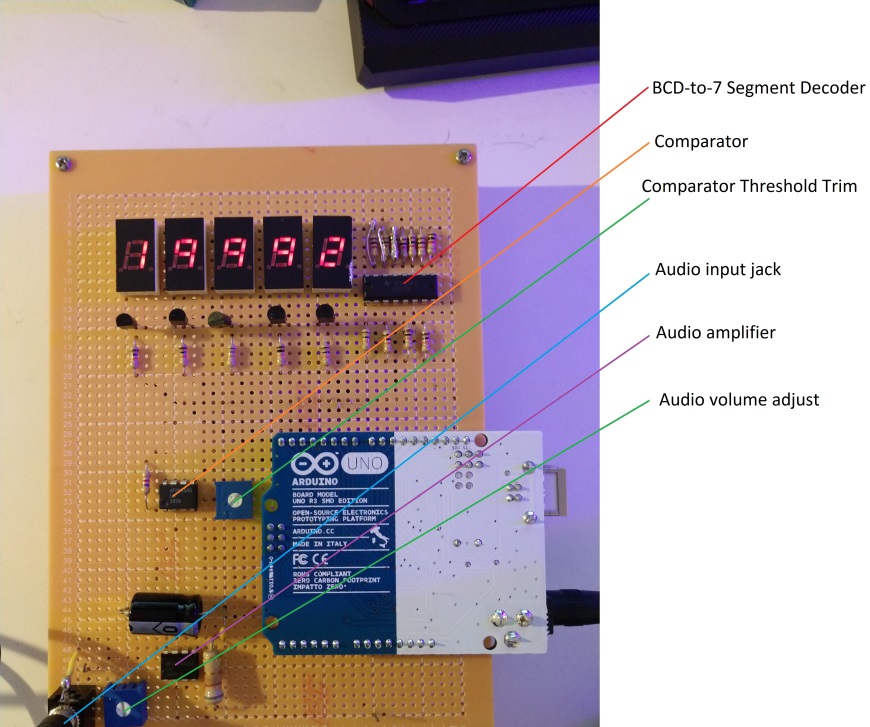 BCD-to-7 Segment Decoder
Comparator
Comparator Threshold Trim
Audio input jack
Audio amplifier
Audio volume adjust
UNO
ARDUINO
BOARD MODEL
UNO R3 SMD EDITION
OPEN-SOURCE ELECTRONICS
PROTOTYPING PLATFORM
ARDUINO.CC
MADE IN ITALY
FC CE
ROHS COMPLIANT
ZERO CARBON FOOTPRINT
IMPATTO ZERO®